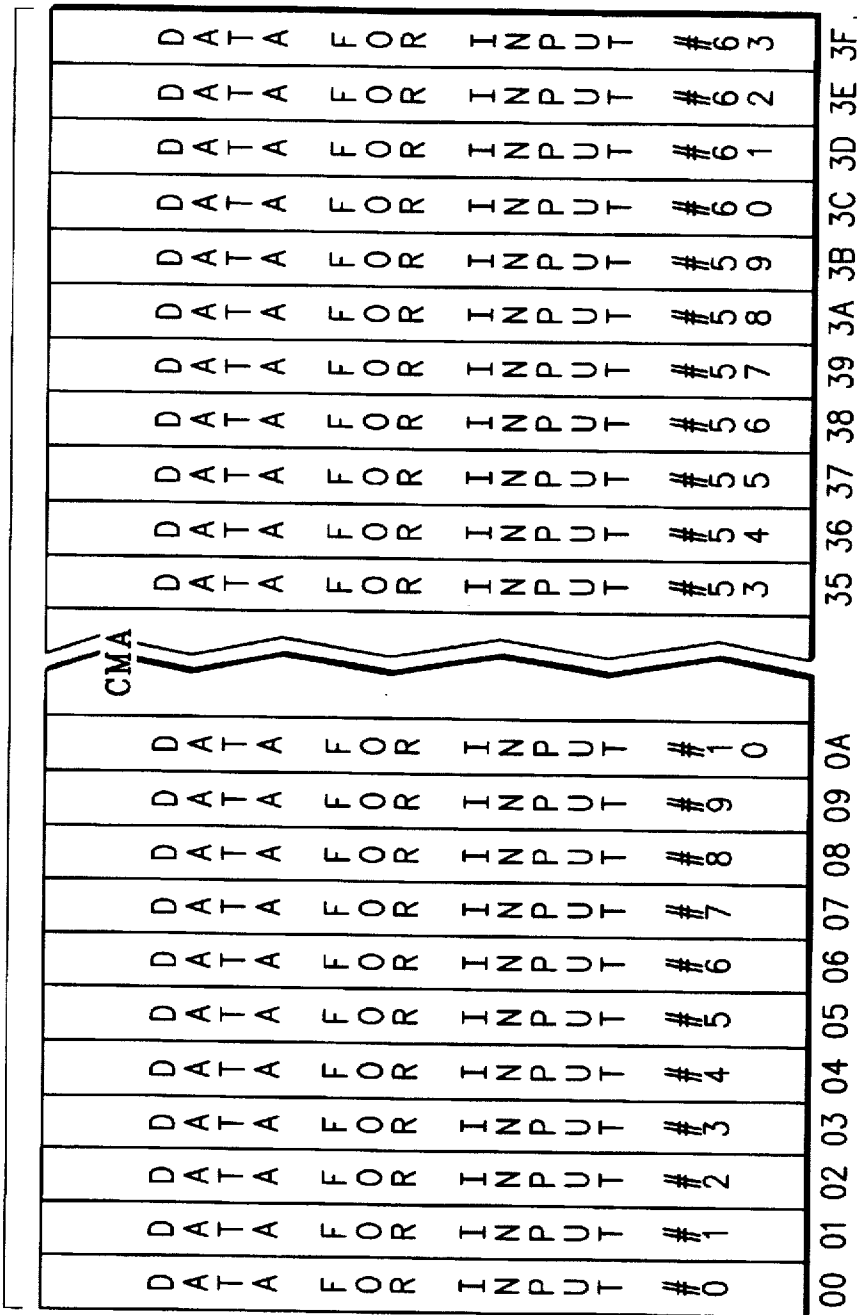 DATA FOR INPUT #63 3F
DATA FOR INPUT #62 3E
DATA FOR INPUT #61 3D
DATA FOR INPUT #60 3C
DATA FOR INPUT #59 3B
DATA FOR INPUT #58 3A
DATA FOR INPUT #57 39
DATA FOR INPUT #56 38
DATA FOR INPUT #55 37
DATA FOR INPUT #54 36
DATA FOR INPUT #53 35
CMA
DATA FOR INPUT #10 0A
DATA FOR INPUT #9 09
DATA FOR INPUT #8 08
DATA FOR INPUT #7 07
DATA FOR INPUT #6 06
DATA FOR INPUT #5 05
DATA FOR INPUT #4 04
DATA FOR INPUT #3 03
DATA FOR INPUT #2 02
DATA FOR INPUT #1 01
DATA FOR INPUT #0 00